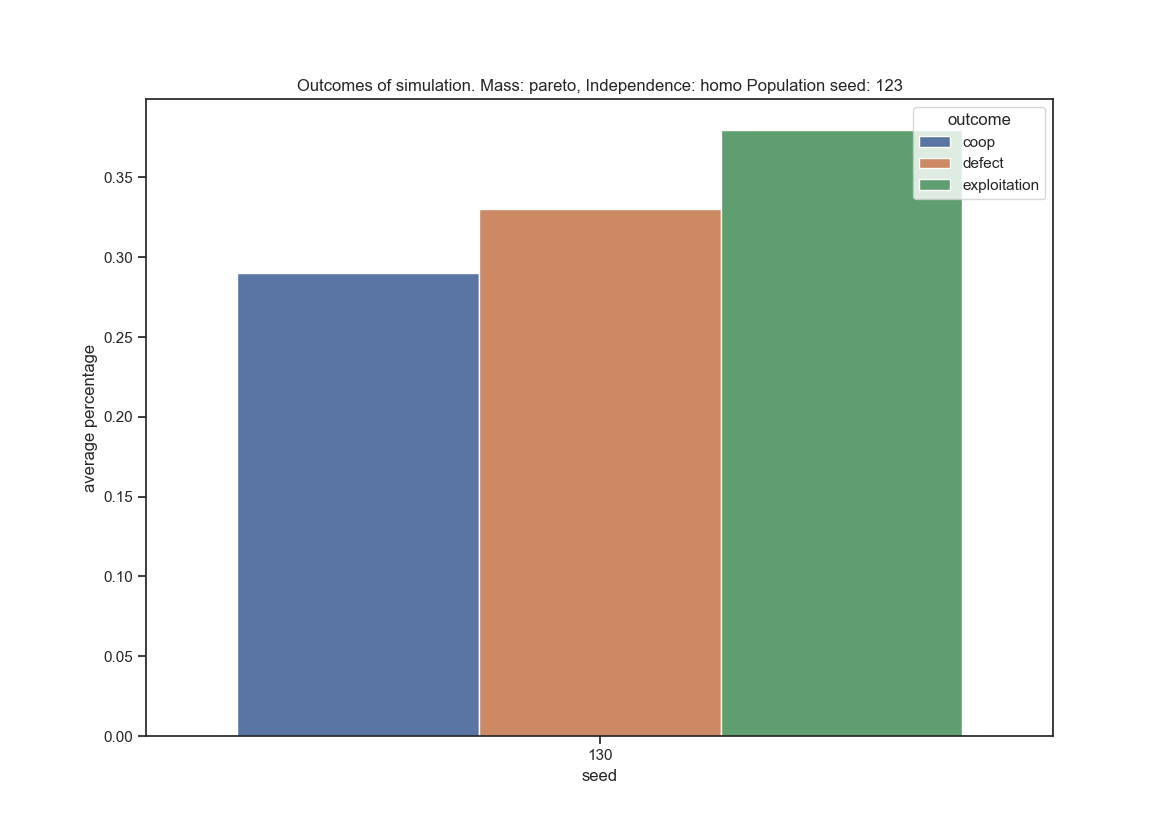 Outcomes of simulation. Mass: pareto, Independence: homo Population seed: 123
outcome
coop
defect
exploitation
0.35
0.30
0.25
0.20
0.15
0.10
0.05
0.00
average percentage
130
seed